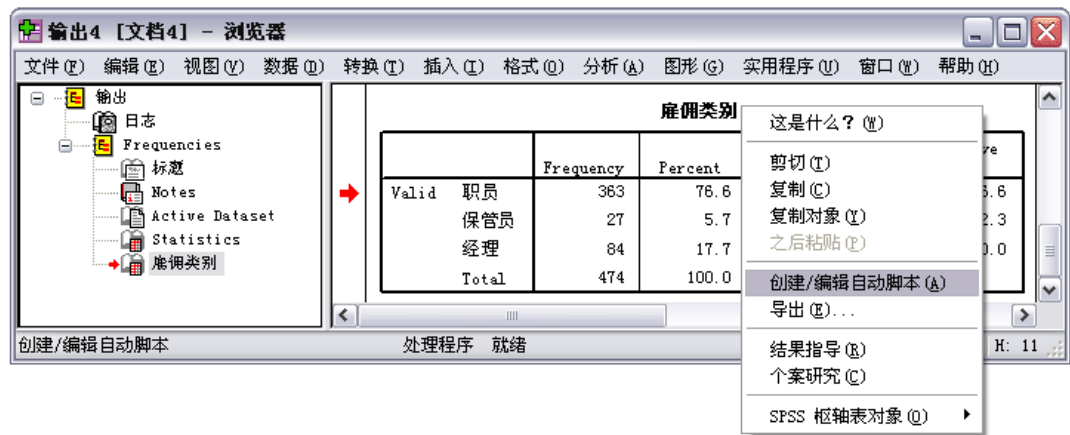 输出4 [文档4] - 浏览器
文件(F) 编辑(E) 视图(V) 数据(D) 转换(T) 插入(I) 格式(O) 分析(A) 图形(G) 实用程序(U) 窗口(W) 帮助(H)
输出
日志
Frequencies
标题
Notes
Active Dataset
Statistics
雇佣类别
雇佣类别
Frequency Percent
Valid 职员 363 76.6
保管员 27 5.7
经理 84 17.7
Total 474 100.0
这是什么？(W)
剪切(T)
复制(C)
复制对象(Y)
之后粘贴(P)
创建/编辑自动脚本(A)
导出(E)...
结果指导(R)
个案研究(C)
SPSS 枢轴表对象(O)
创建/编辑自动脚本 处理程序 就绪 H: 11